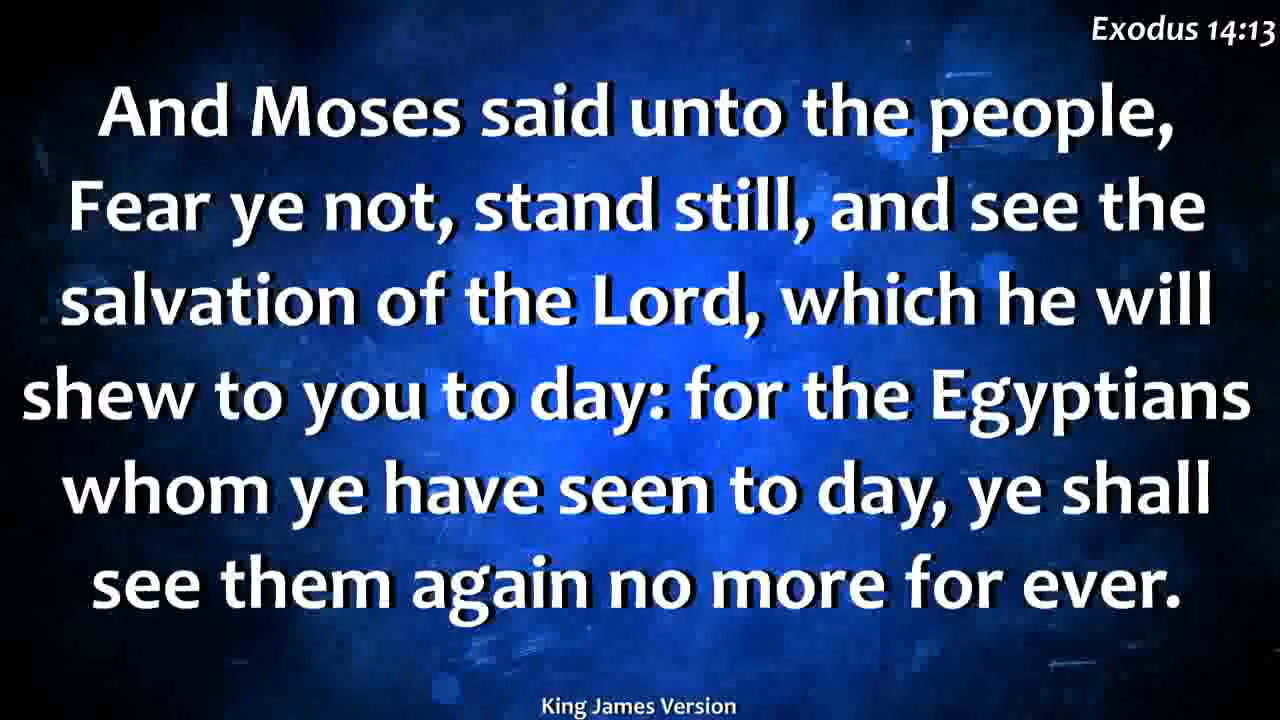 Exodus 14:13
And Moses said unto the people,
Fear ye not, stand still, and see the
salvation of the Lord, which he will
shew to you to day: for the Egyptians
whom ye have seen to day, ye shall
see them again no more for ever.
King James Version